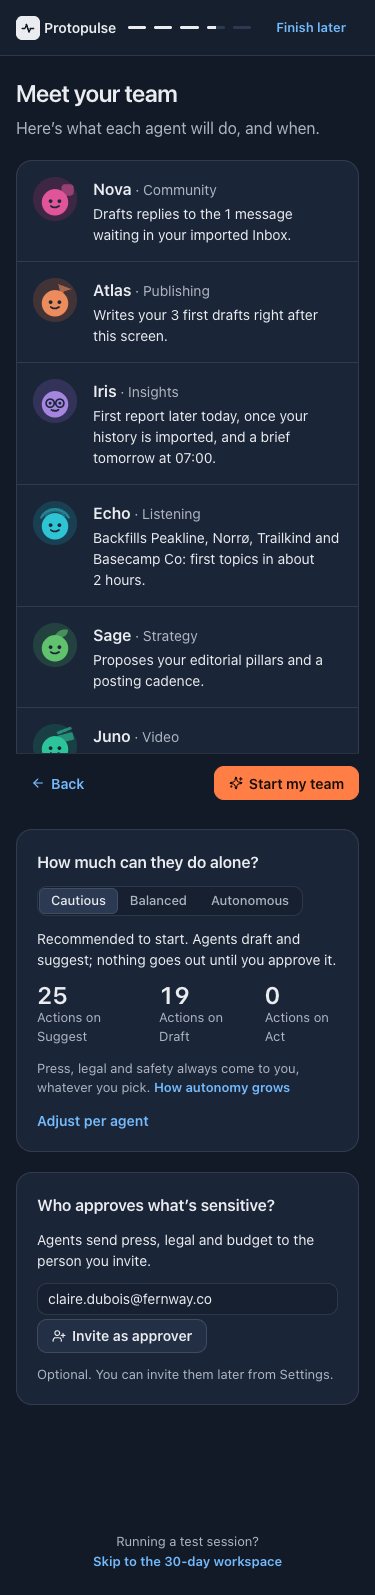 Protopulse
Finish later
Meet your team
Here’s what each agent will do, and when.
Nova · Community
Drafts replies to the 1 message
waiting in your imported Inbox.
Atlas · Publishing
Writes your 3 first drafts right after
this screen.
Iris · Insights
First report later today, once your
history is imported, and a brief
tomorrow at 07:00.
Echo · Listening
Backfills Peakline, Norrø, Trailkind and
Basecamp Co: first topics in about
2 hours.
Sage · Strategy
Proposes your editorial pillars and a
posting cadence.
Juno · Video
Back
Start my team
How much can they do alone?
Cautious Balanced Autonomous
Recommended to start. Agents draft and
suggest; nothing goes out until you approve it.
25 19 0
Actions on Actions on Actions on
Suggest Draft Act
Press, legal and safety always come to you,
whatever you pick. How autonomy grows
Adjust per agent
Who approves what’s sensitive?
Agents send press, legal and budget to the
person you invite.
claire.dubois@fernway.co
Invite as approver
Optional. You can invite them later from Settings.
Running a test session?
Skip to the 30-day workspace